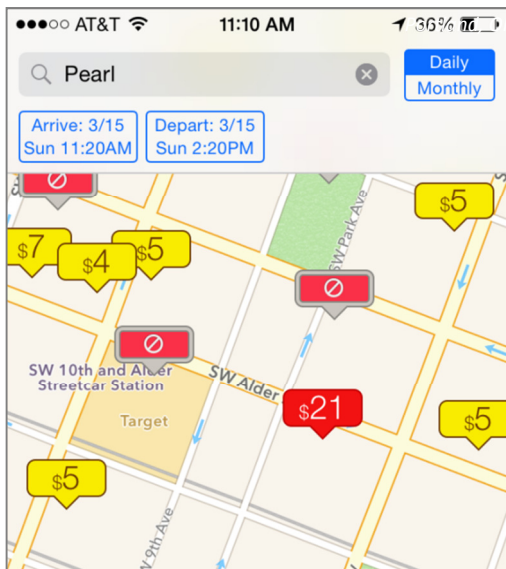 AT&T 11:10 AM 36%
Pearl
Daily
Monthly
Arrive: 3/15
Sun 11:20AM
Depart: 3/15
Sun 2:20PM
$5
SW Park Ave
$7
$4
$5
SW 10th and Alder
Streetcar Station
SW Alder
$21
Target
$5
$5
9th Ave